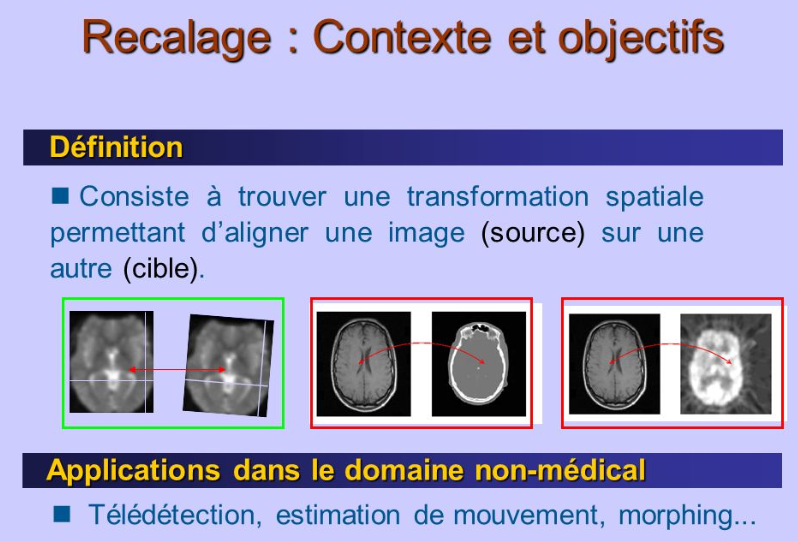 Recalage : Contexte et objectifs
Définition
Consiste à trouver une transformation spatiale
permettant d’aligner une image (source) sur une
autre (cible).
Applications dans le domaine non-médical
Télédétection, estimation de mouvement, morphing...